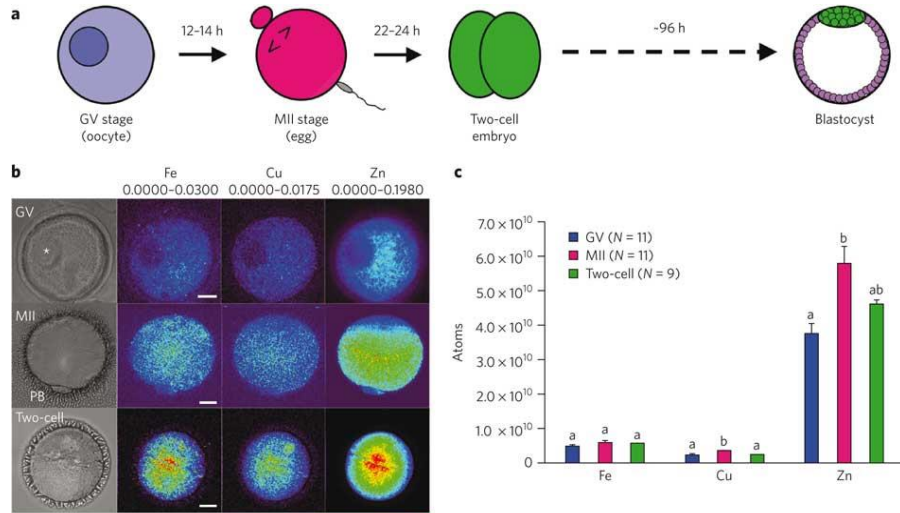 a
12–14 h
22–24 h
~96 h
GV stage
(oocyte)
MII stage
(egg)
Two-cell
embryo
Blastocyst
b
Fe
0.0000–0.0300
Cu
0.0000–0.0175
Zn
0.0000–0.1980
GV
*
MII
PB
Two-cell
c
7.0 × 10¹⁰
6.0 × 10¹⁰
5.0 × 10¹⁰
4.0 × 10¹⁰
3.0 × 10¹⁰
2.0 × 10¹⁰
1.0 × 10¹⁰
0
Atoms
GV (N = 11)
MII (N = 11)
Two-cell (N = 9)
a a a
a b a
a b ab
Fe Cu Zn